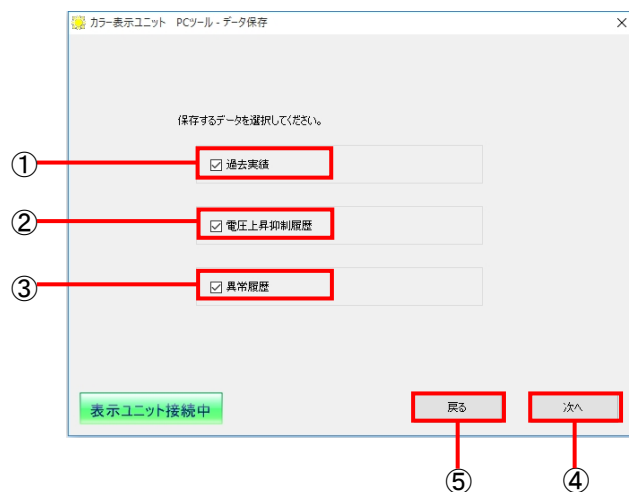 カラー表示ユニット PCツール - データ保存
保存するデータを選択してください。
① 過去実績
② 電圧上昇抑制履歴
③ 異常履歴
表示ユニット接続中
戻る
次へ
⑤
④